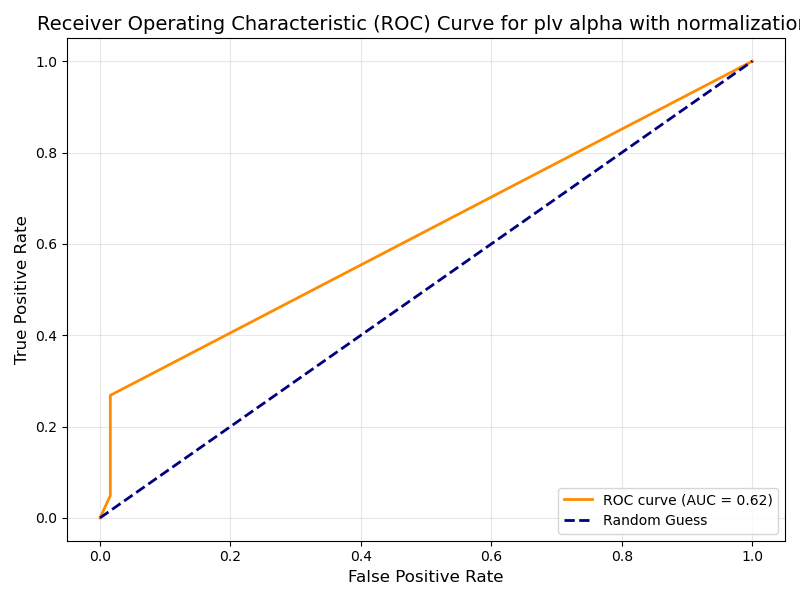 Receiver Operating Characteristic (ROC) Curve for plv alpha with normalization
True Positive Rate
1.0
0.8
0.6
0.4
0.2
0.0
0.0 0.2 0.4 0.6 0.8 1.0
False Positive Rate
ROC curve (AUC = 0.62)
Random Guess